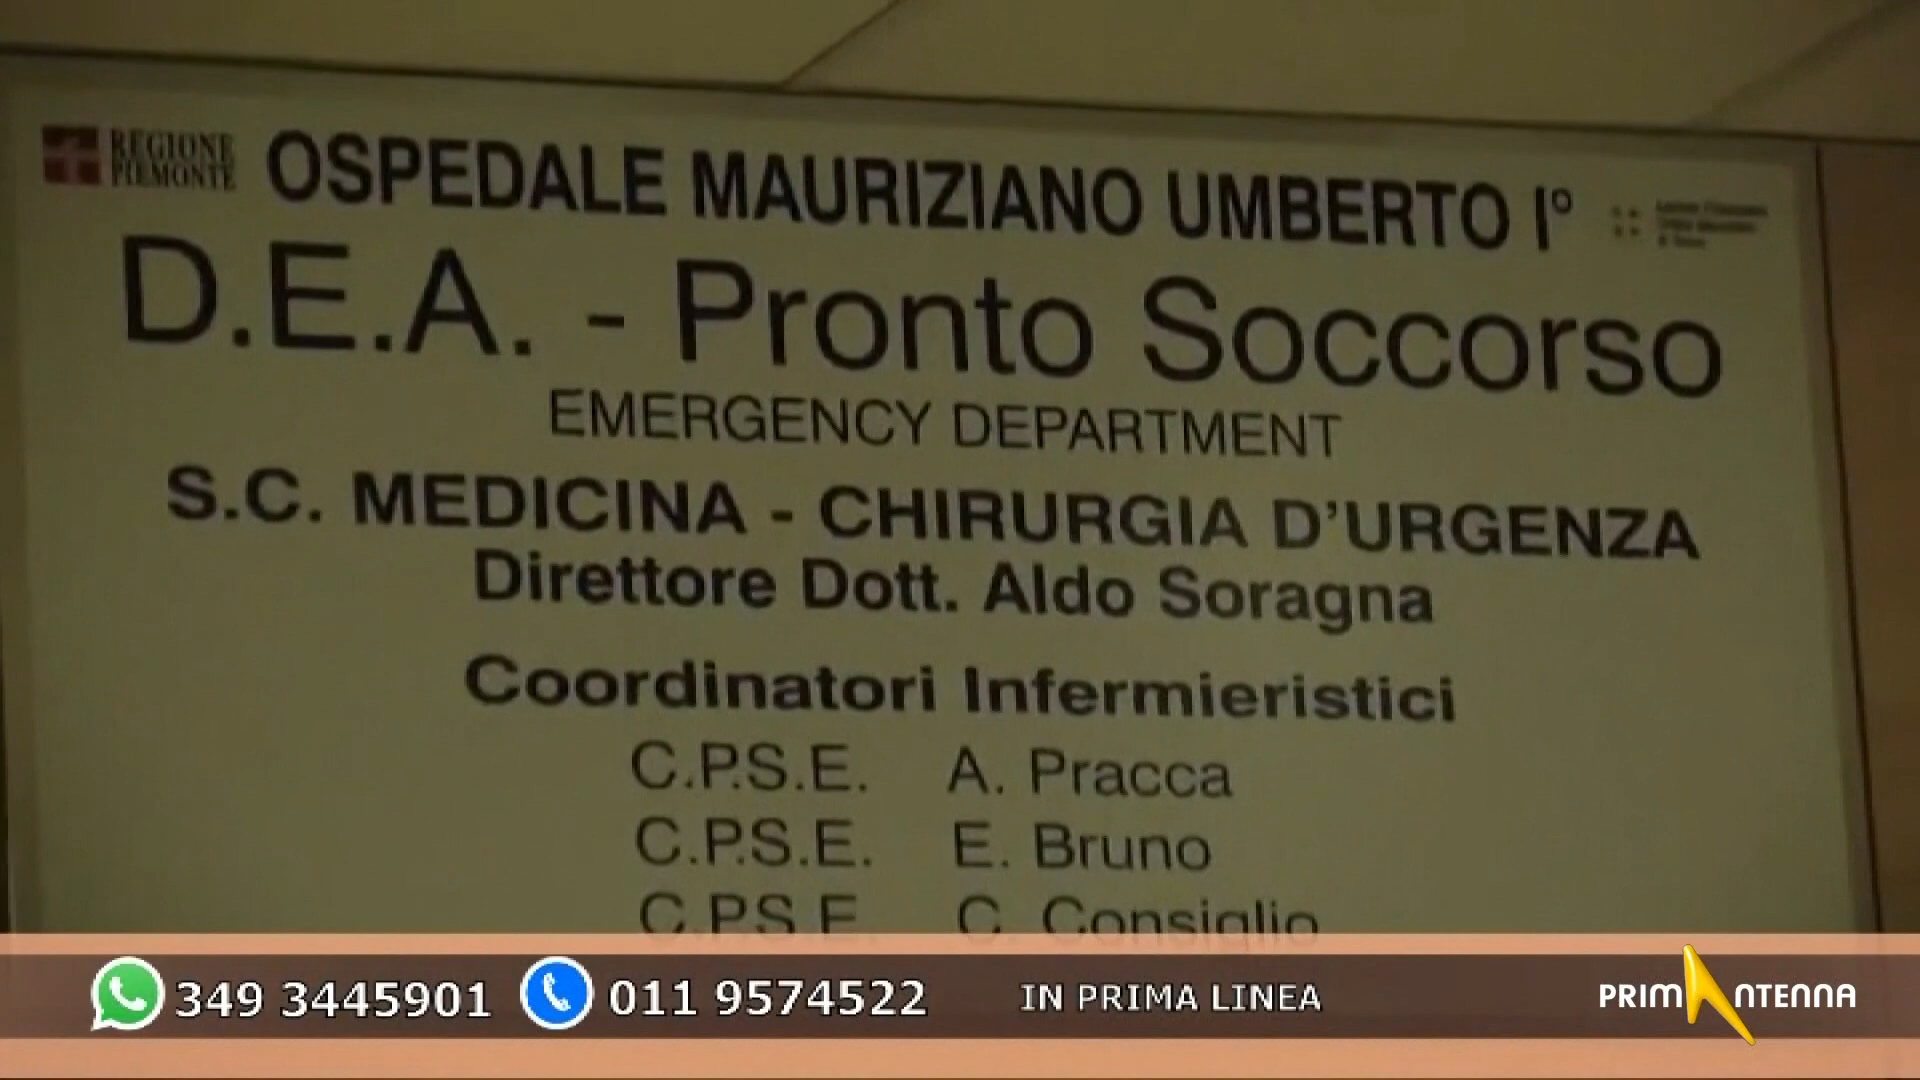 REGIONE
PIEMONTE
OSPEDALE MAURIZIANO UMBERTO I°
D.E.A. - Pronto Soccorso
EMERGENCY DEPARTMENT
S.C. MEDICINA - CHIRURGIA D'URGENZA
Direttore Dott. Aldo Soragna
Coordinatori Infermieristici
C.P.S.E. A. Pracca
C.P.S.E. E. Bruno
C.P.S.E. C. Consiglio
349 3445901 011 9574522 IN PRIMA LINEA PRIMANTENNA